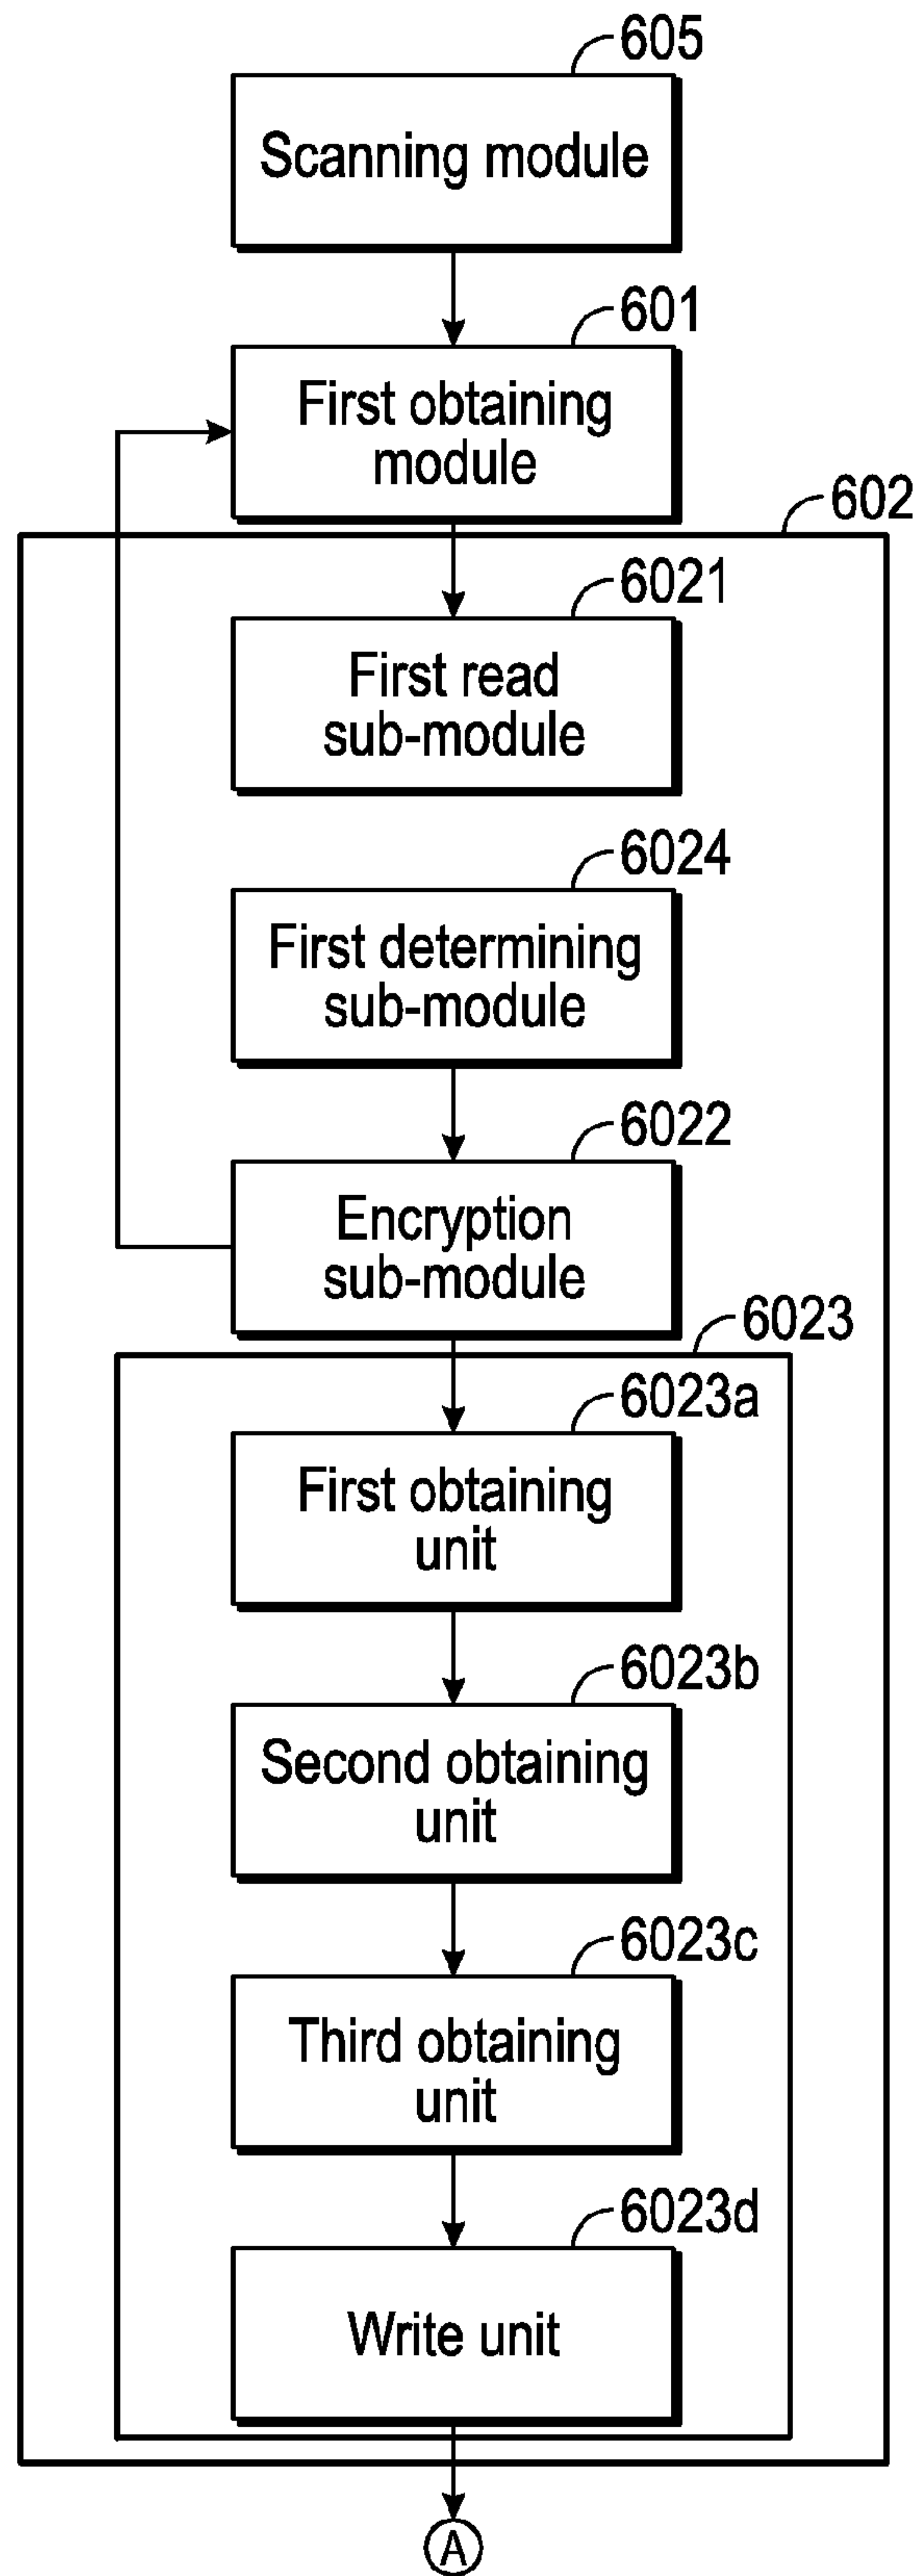 605
Scanning module
601
First obtaining
module
602
6021
First read
sub-module
6024
First determining
sub-module
6022
Encryption
sub-module
6023
6023a
First obtaining
unit
6023b
Second obtaining
unit
6023c
Third obtaining
unit
6023d
Write unit
A